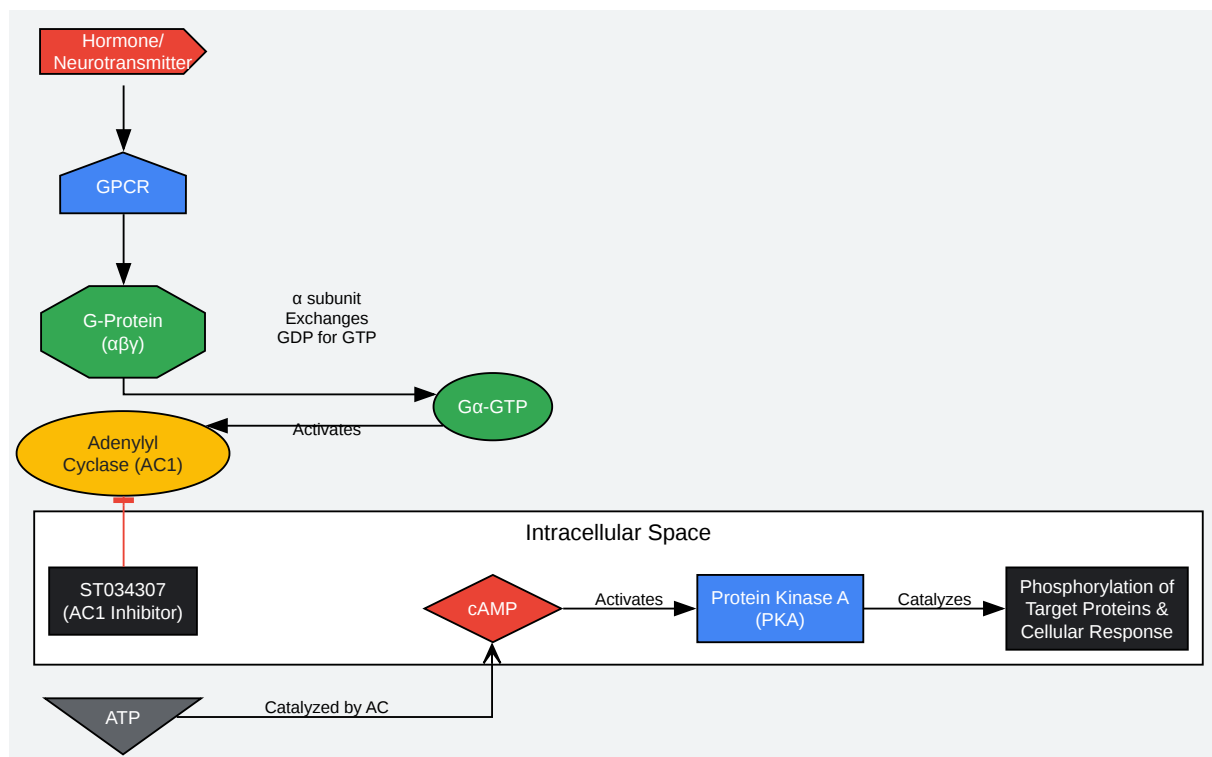 Hormone/
Neurotransmitter
GPCR
G-Protein
(αβγ)
α subunit
Exchanges
GDP for GTP
Gα-GTP
Activates
Adenylyl
Cyclase (AC1)
Intracellular Space
ST034307
(AC1 Inhibitor)
cAMP
Activates
Protein Kinase A
(PKA)
Catalyzes
Phosphorylation of
Target Proteins &
Cellular Response
ATP
Catalyzed by AC